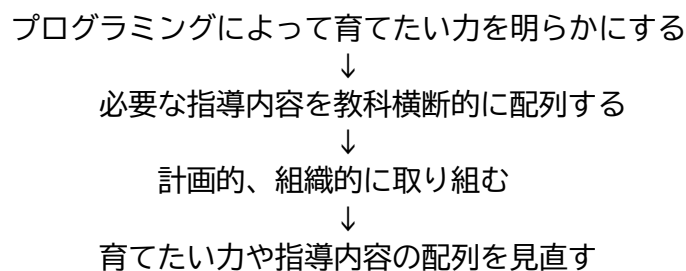 プログラミングによって育てたい力を明らかにする
↓
必要な指導内容を教科横断的に配列する
↓
計画的、組織的に取り組む
↓
育てたい力や指導内容の配列を見直す